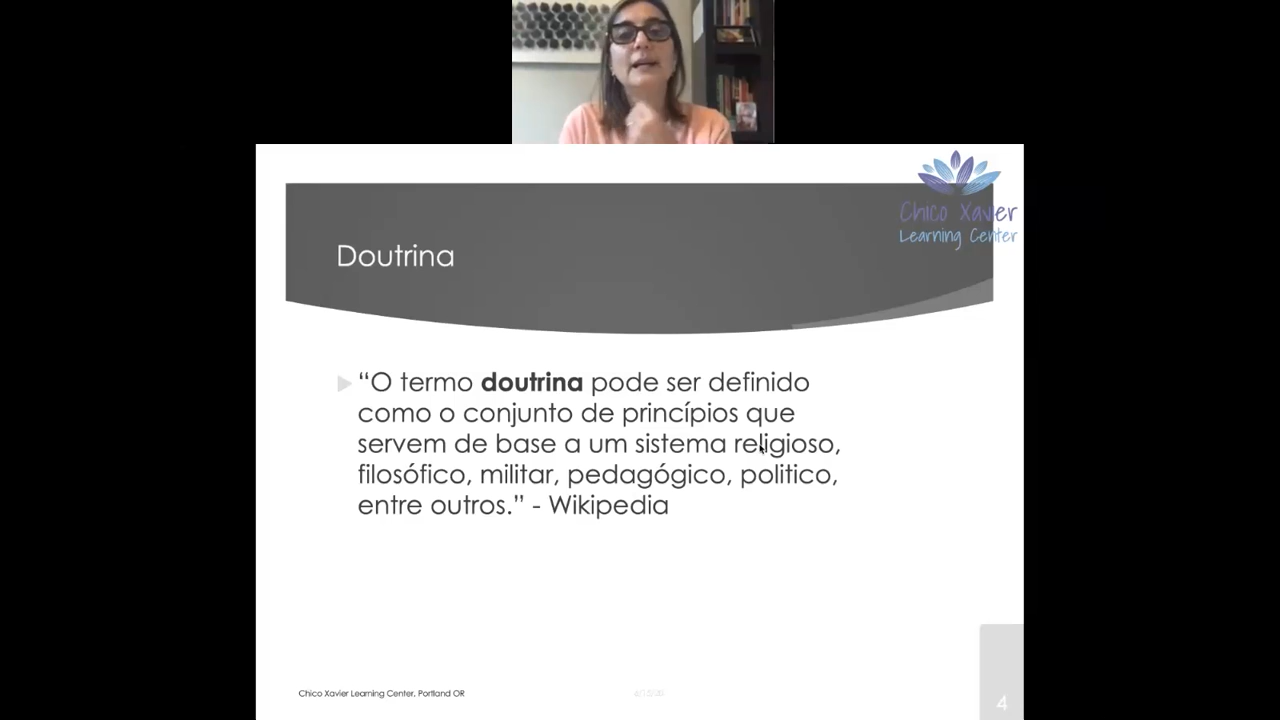 Chico Xavier
Learning Center
Doutrina
“O termo doutrina pode ser definido
como o conjunto de princípios que
servem de base a um sistema religioso,
filosófico, militar, pedagógico, politico,
entre outros.” - Wikipedia
Chico Xavier Learning Center, Portland OR
4